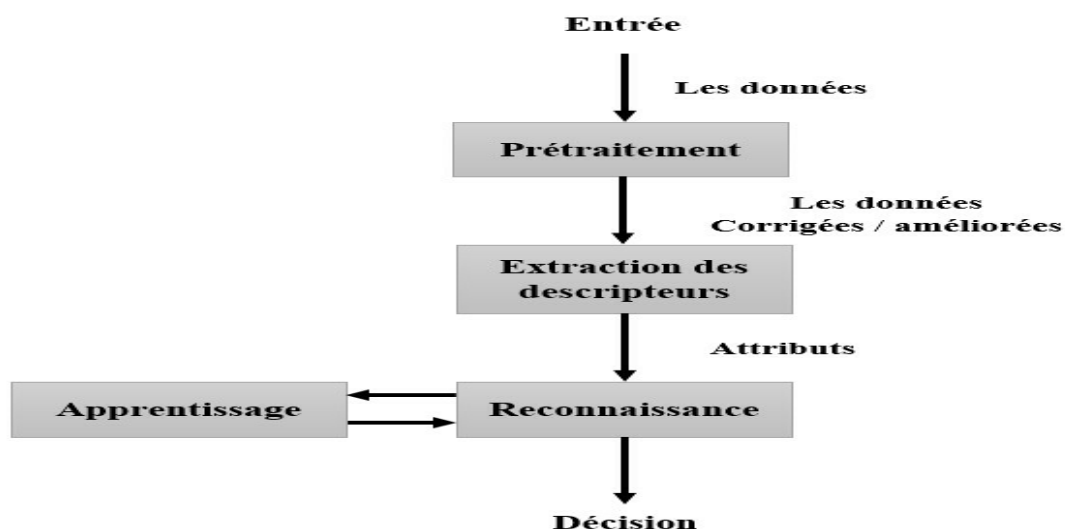 Entrée
Les données
Prétraitement
Les données
Corrigées / améliorées
Extraction des
descripteurs
Attributs
Apprentissage
Reconnaissance
Décision